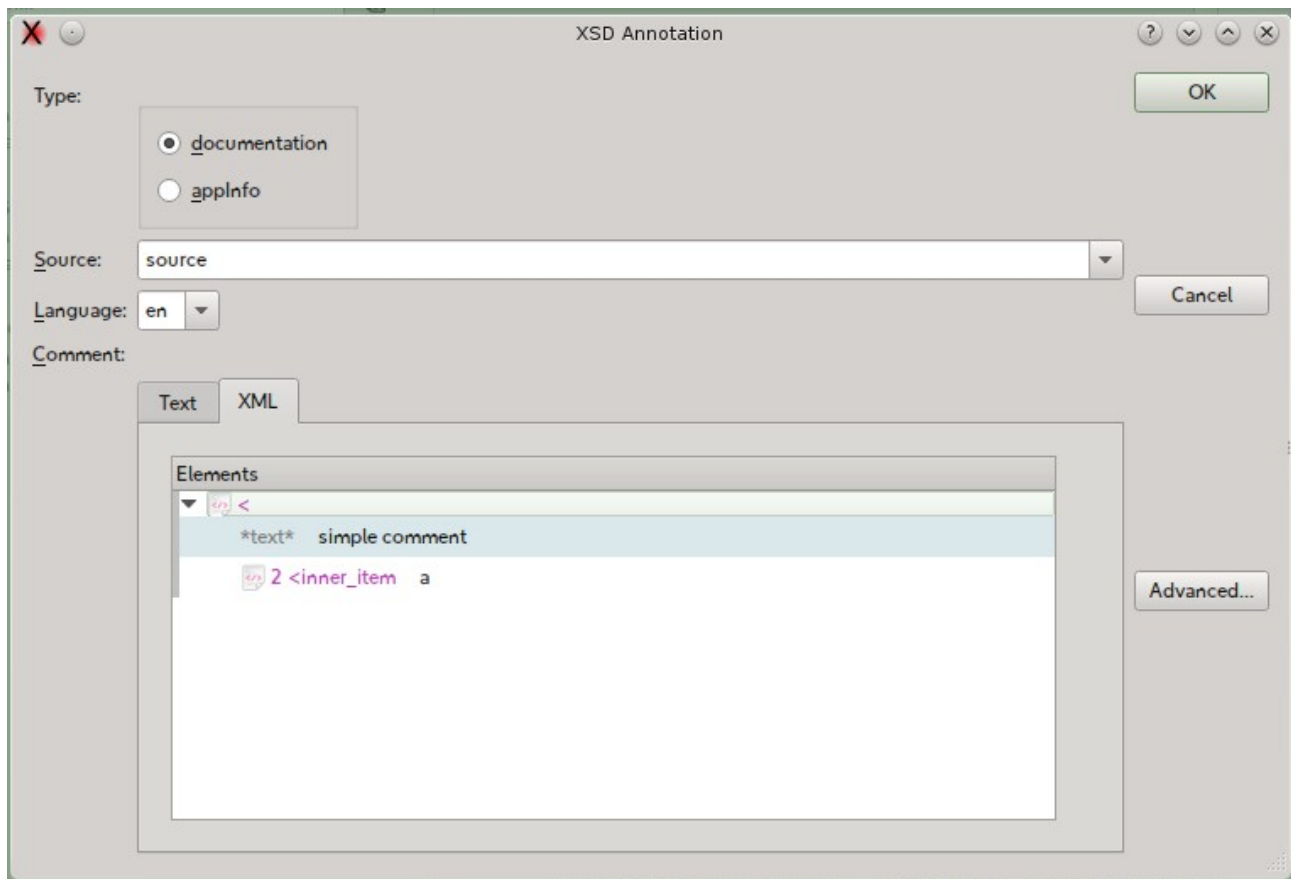 XSD Annotation
Type:
OK
documentation
appInfo
Source: source
Cancel
Language: en
Comment:
Text XML
Elements
<
*text* simple comment
2 <inner_item a
Advanced...